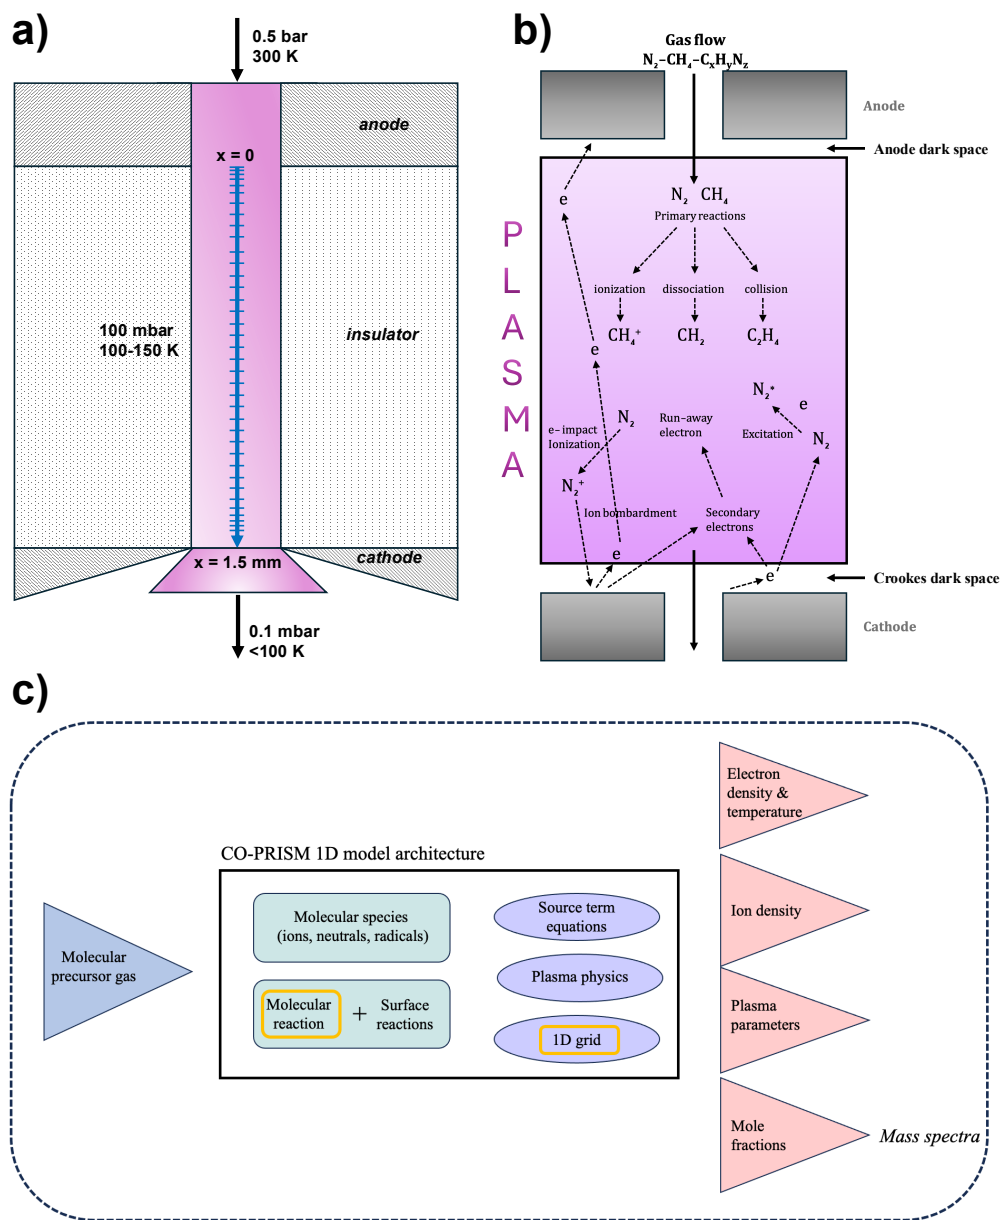 a)
0.5 bar
300 K
anode
x = 0
100 mbar
100-150 K
insulator
cathode
x = 1.5 mm
0.1 mbar
<100 K
b)
Gas flow
N₂–CH₄–CₓHᵧN_z
Anode
Anode dark space
PLASMA
e
N₂ CH₄
Primary reactions
ionization dissociation collision
CH₄⁺ CH₂ C₂H₄
e
N₂*
e
N₂
Run–away
electron
e– impact
Ionization
Excitation
N₂
N₂⁺
Ion bombardment
Secondary
electrons
e
e
Crookes dark space
Cathode
c)
Electron
density &
temperature
CO-PRISM 1D model architecture
Molecular
precursor gas
Molecular species
(ions, neutrals, radicals)
Source term
equations
Ion density
Plasma physics
Molecular
reaction
+
Surface
reactions
1D grid
Plasma
parameters
Mole
fractions
Mass spectra